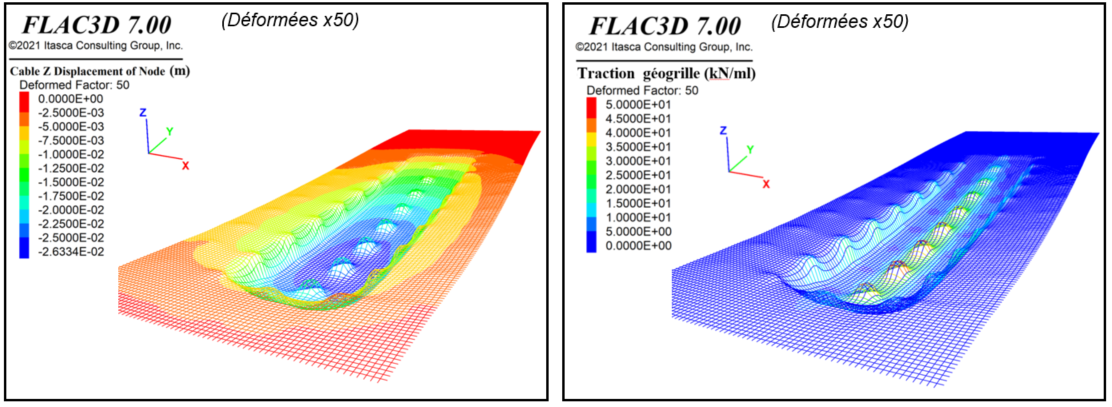 FLAC3D 7.00
(Déformées x50)
©2021 Itasca Consulting Group, Inc.
Cable Z Displacement of Node (m)
Deformed Factor: 50
0.0000E+00
-2.5000E-03
-5.0000E-03
-7.5000E-03
-1.0000E-02
-1.2500E-02
-1.5000E-02
-1.7500E-02
-2.0000E-02
-2.2500E-02
-2.5000E-02
-2.6334E-02
Z
Y
X
FLAC3D 7.00
(Déformées x50)
©2021 Itasca Consulting Group, Inc.
Traction géogrille (kN/ml)
Deformed Factor: 50
5.0000E+01
4.5000E+01
4.0000E+01
3.5000E+01
3.0000E+01
2.5000E+01
2.0000E+01
1.5000E+01
1.0000E+01
5.0000E+00
0.0000E+00
Z
Y
X